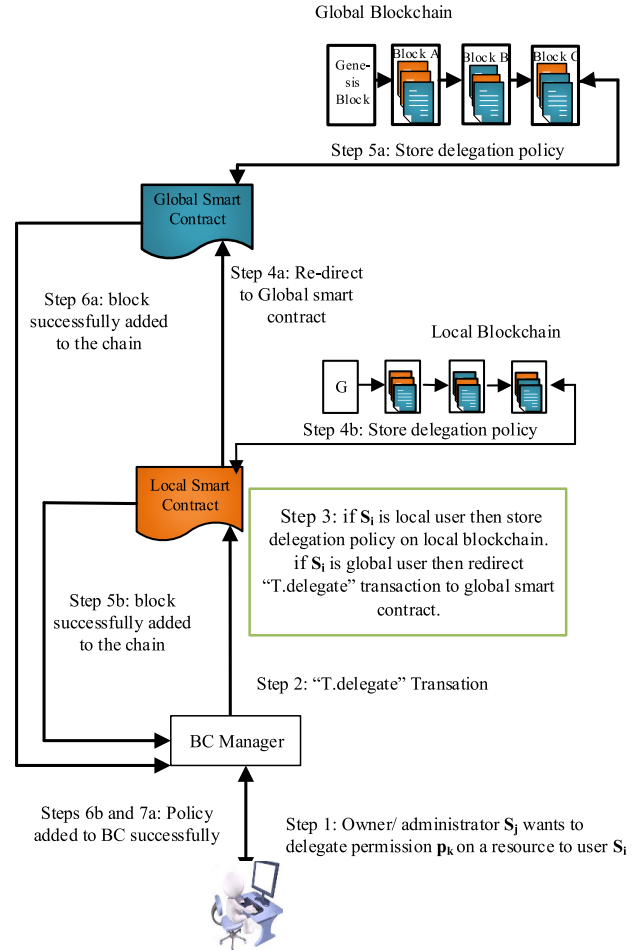 Global Blockchain
Gene-
sis
Block
Block A
Block B
Block C
Step 5a: Store delegation policy
Global Smart
Contract
Step 4a: Re-direct
to Global smart
contract
Step 6a: block
successfully added
to the chain
Local Blockchain
G
Step 4b: Store delegation policy
Local Smart
Contract
Step 3: if Si is local user then store
delegation policy on local blockchain.
if Si is global user then redirect
“T.delegate” transaction to global smart
contract.
Step 5b: block
successfully added
to the chain
Step 2: “T.delegate” Transation
BC Manager
Steps 6b and 7a: Policy
added to BC successfully
Step 1: Owner/ administrator Sj wants to
delegate permission pk on a resource to user Si